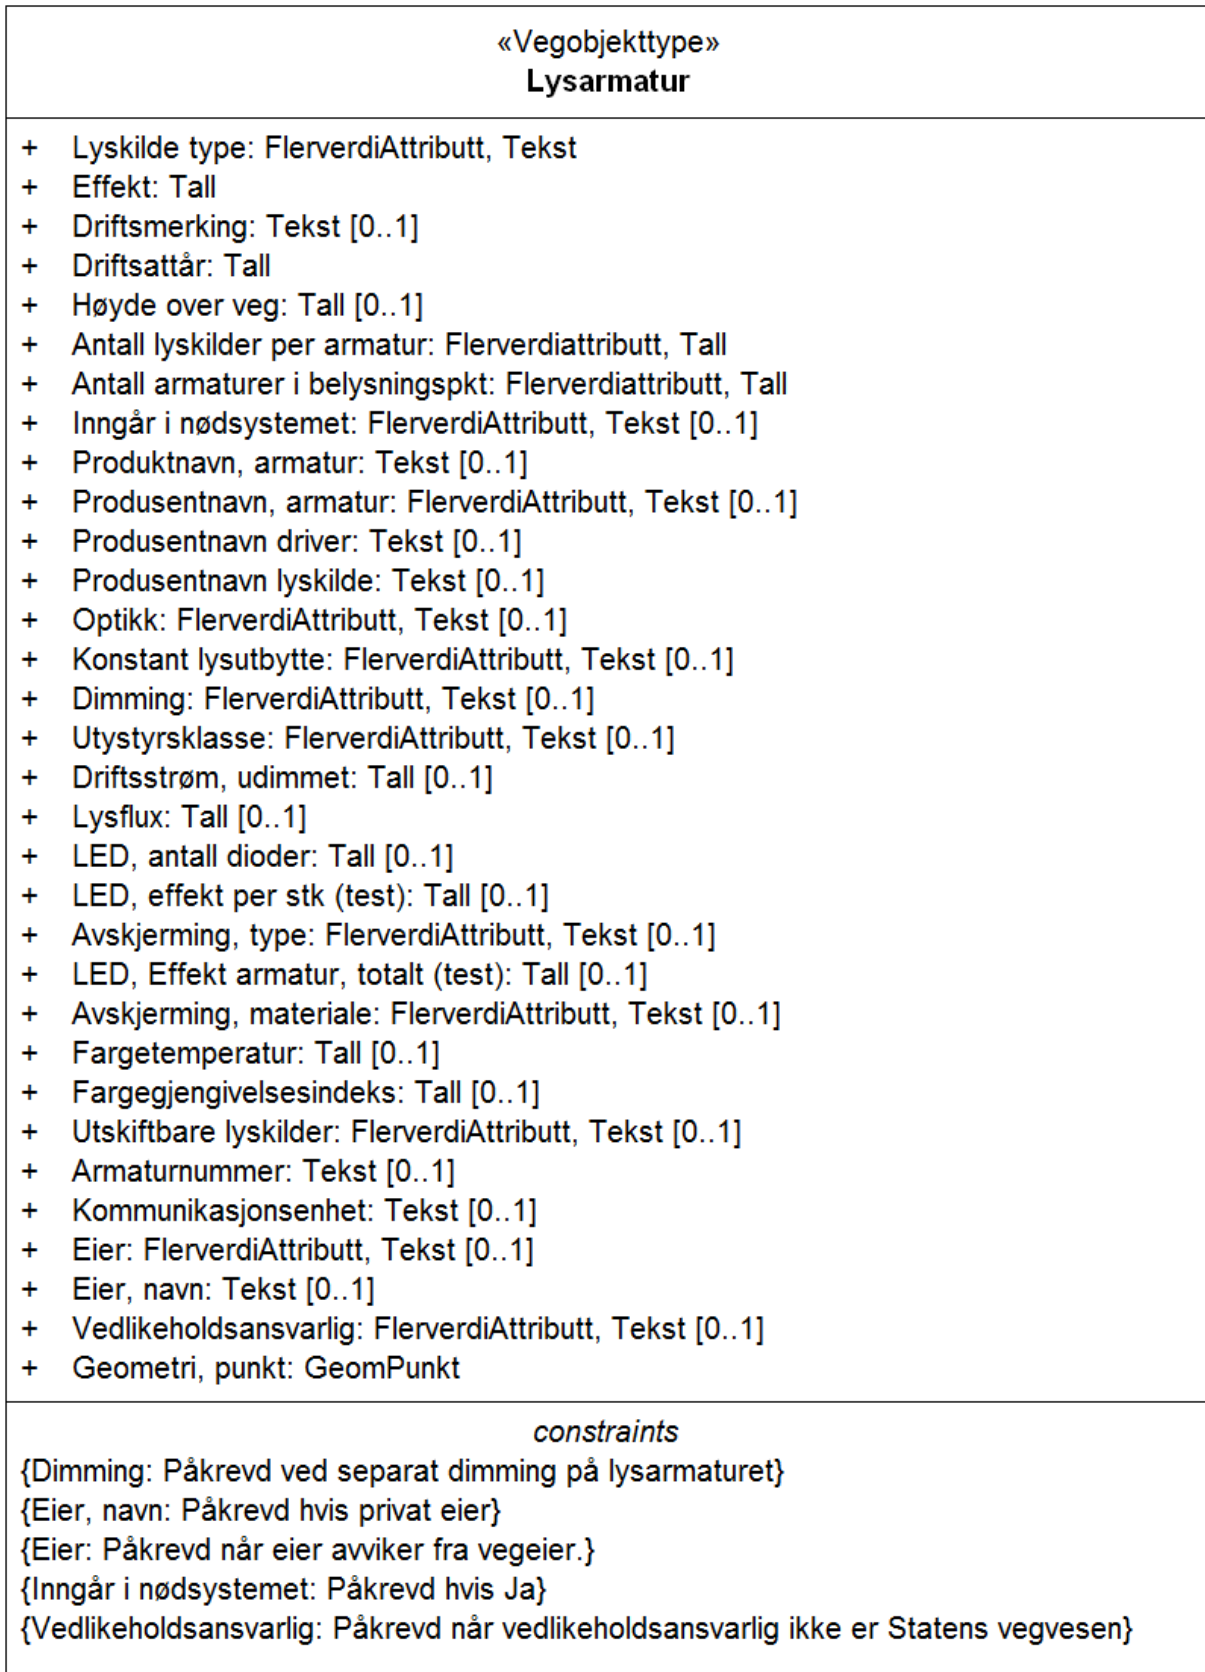 «Vegobjekttype»
Lysarmatur
+ Lyskilde type: FlerverdiAttributt, Tekst
+ Effekt: Tall
+ Driftsmerking: Tekst [0..1]
+ Driftsattår: Tall
+ Høyde over veg: Tall [0..1]
+ Antall lyskilder per armatur: Flerverdiattributt, Tall
+ Antall armaturer i belysningspkt: Flerverdiattributt, Tall
+ Inngår i nødsystemet: FlerverdiAttributt, Tekst [0..1]
+ Produktnavn, armatur: Tekst [0..1]
+ Produsentnavn, armatur: FlerverdiAttributt, Tekst [0..1]
+ Produsentnavn driver: Tekst [0..1]
+ Produsentnavn lyskilde: Tekst [0..1]
+ Optikk: FlerverdiAttributt, Tekst [0..1]
+ Konstant lysutbytte: FlerverdiAttributt, Tekst [0..1]
+ Dimming: FlerverdiAttributt, Tekst [0..1]
+ Utystyrsklasse: FlerverdiAttributt, Tekst [0..1]
+ Driftsstrøm, udimmet: Tall [0..1]
+ Lysflux: Tall [0..1]
+ LED, antall dioder: Tall [0..1]
+ LED, effekt per stk (test): Tall [0..1]
+ Avskjerming, type: FlerverdiAttributt, Tekst [0..1]
+ LED, Effekt armatur, totalt (test): Tall [0..1]
+ Avskjerming, materiale: FlerverdiAttributt, Tekst [0..1]
+ Fargetemperatur: Tall [0..1]
+ Fargegjengivelsesindeks: Tall [0..1]
+ Utskiftbare lyskilder: FlerverdiAttributt, Tekst [0..1]
+ Armaturnummer: Tekst [0..1]
+ Kommunikasjonsenhet: Tekst [0..1]
+ Eier: FlerverdiAttributt, Tekst [0..1]
+ Eier, navn: Tekst [0..1]
+ Vedlikeholdsansvarlig: FlerverdiAttributt, Tekst [0..1]
+ Geometri, punkt: GeomPunkt
constraints
{Dimming: Påkrevd ved separat dimming på lysarmaturet}
{Eier, navn: Påkrevd hvis privat eier}
{Eier: Påkrevd når eier avviker fra vegeier.}
{Inngår i nødsystemet: Påkrevd hvis Ja}
{Vedlikeholdsansvarlig: Påkrevd når vedlikeholdsansvarlig ikke er Statens vegvesen}